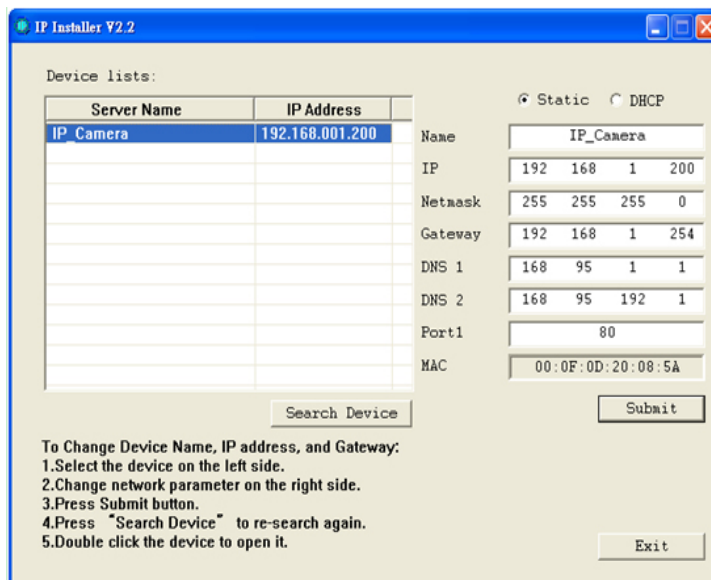 IP Installer V2.2
Device lists:
Server Name IP Address
IP_Camera 192.168.001.200
Static DHCP
Name IP_Camera
IP 192 168 1 200
Netmask 255 255 255 0
Gateway 192 168 1 254
DNS 1 168 95 1 1
DNS 2 168 95 192 1
Port1 80
MAC 00:0F:0D:20:08:5A
Search Device
Submit
To Change Device Name, IP address, and Gateway:
1.Select the device on the left side.
2.Change network parameter on the right side.
3.Press Submit button.
4.Press “Search Device” to re-search again.
5.Double click the device to open it.
Exit